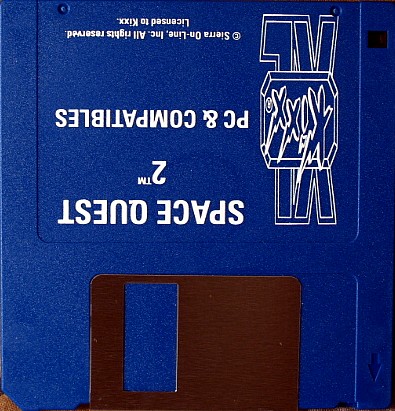 SPACE QUEST
2™
PC & COMPATIBLES
© Sierra On-Line, Inc. All rights reserved.
Licensed to Kixx.
KIXX
XL